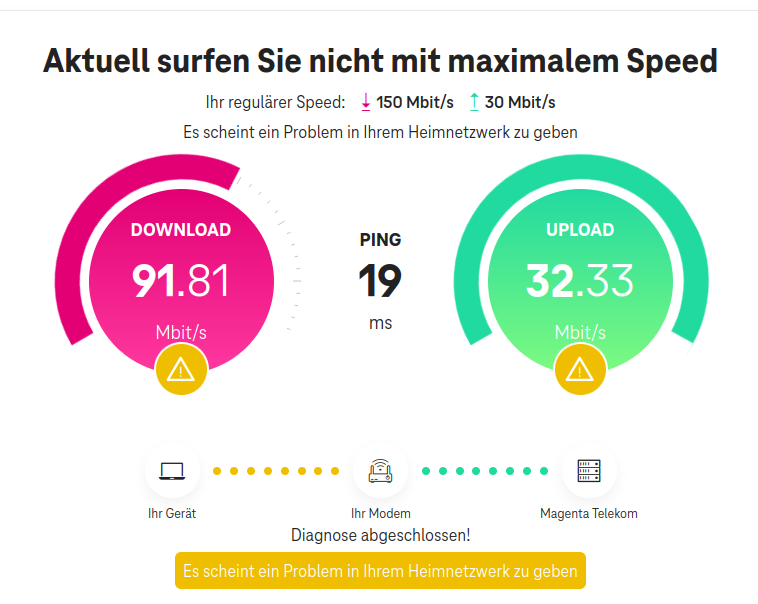 Aktuell surfen Sie nicht mit maximalem Speed
Ihr regulärer Speed: 150 Mbit/s 30 Mbit/s
Es scheint ein Problem in Ihrem Heimnetzwerk zu geben
DOWNLOAD
91.81
Mbit/s
PING
19
ms
UPLOAD
32.33
Mbit/s
Ihr Gerät
Ihr Modem
Magenta Telekom
Diagnose abgeschlossen!
Es scheint ein Problem in Ihrem Heimnetzwerk zu geben